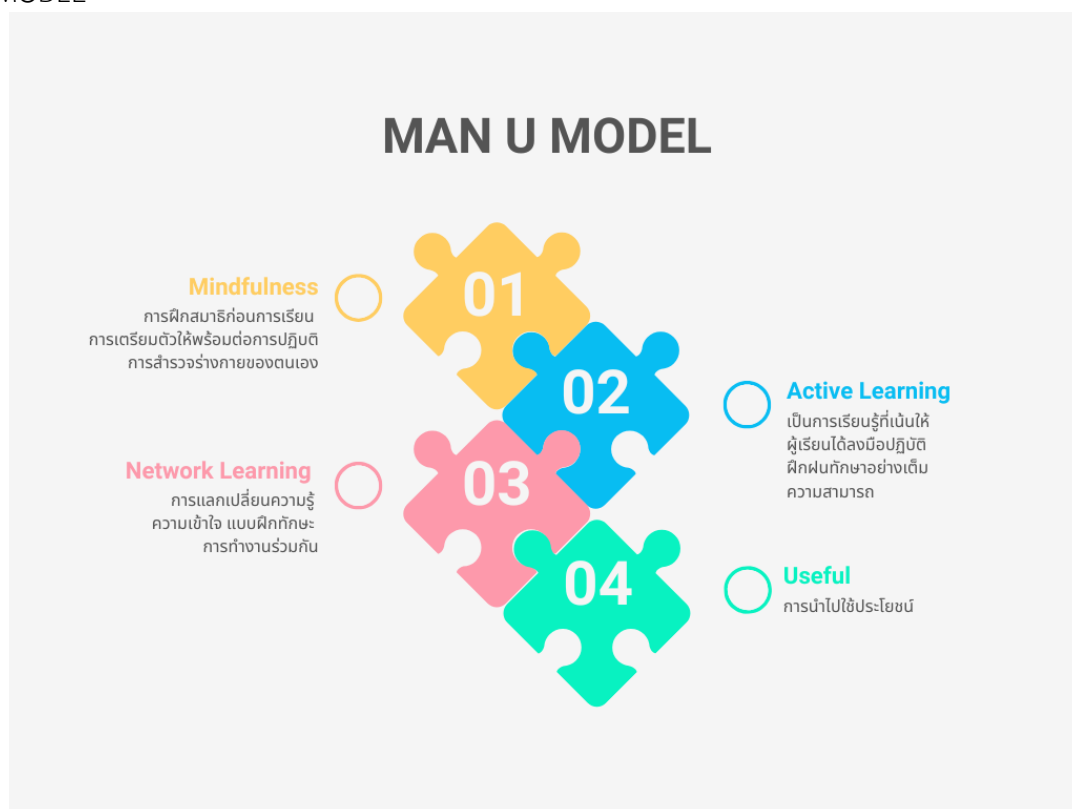 MAN U MODEL
01
Mindfulness
การฝึกสมาธิก่อนการเรียน
การเตรียมตัวให้พร้อมต่อการปฏิบติ
การสำรวจร่างกายของตนเอง
02
Active Learning
เป็นการเรียนรู้ที่เน้นให้
ผู้เรียนได้ลงมือปฏิบัติ
ฝึกฝนทักษาอย่างเต็ม
ความสามารถ
03
Network Learning
การแลกเปลี่ยนความรู้
ความเข้าใจ แบบฝึกทักษะ
การทำงานร่วมกัน
04
Useful
การนำไปใช้ประโยชน์